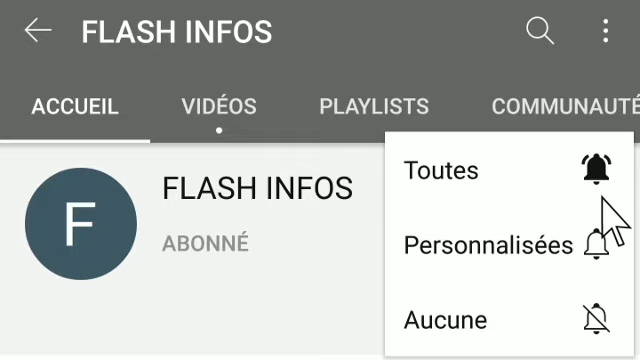 FLASH INFOS
ACCUEIL VIDÉOS PLAYLISTS COMMUNAUTÉ
F
FLASH INFOS
ABONNÉ
Toutes
Personnalisées
Aucune